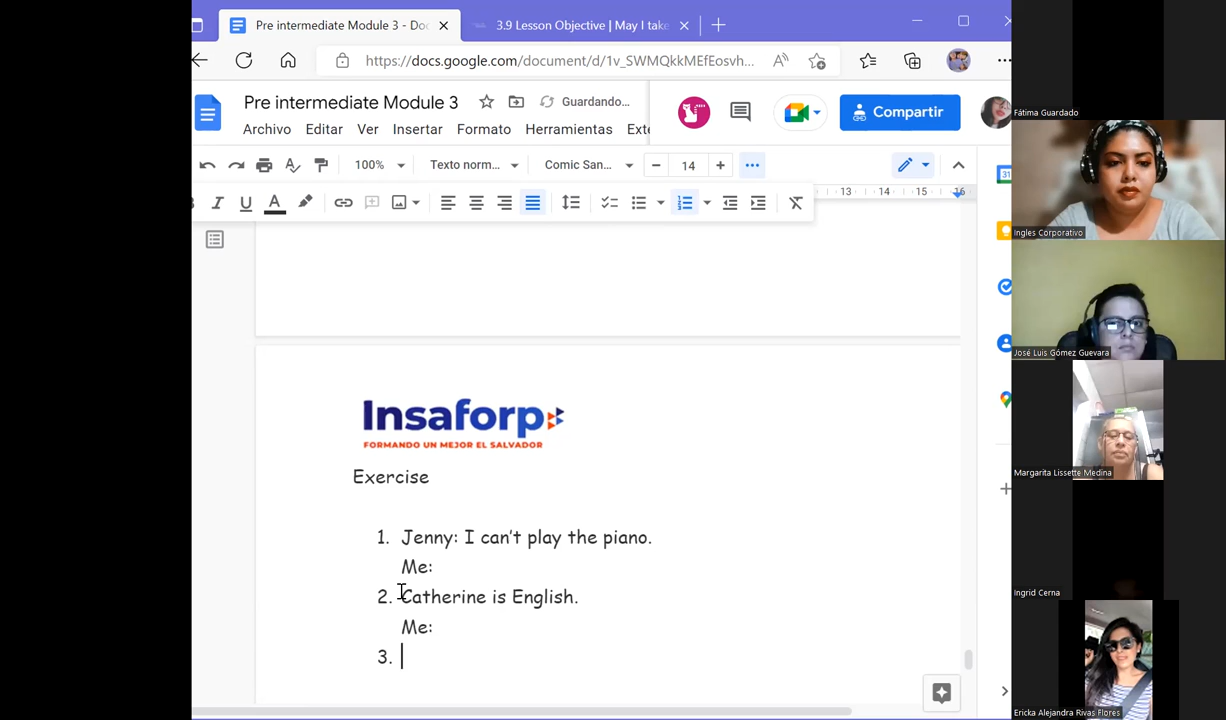 Pre intermediate Module 3 - Doc
3.9 Lesson Objective | May I take
https://docs.google.com/document/d/1v_SWMQkkMEfEosvh...
Pre intermediate Module 3
Guardando...
Archivo Editar Ver Insertar Formato Herramientas Exte
Compartir
100% Texto norm... Comic San... 14
13 14 15 16
31
Insaforp
FORMANDO UN MEJOR EL SALVADOR
Exercise
1. Jenny: I can't play the piano.
Me:
2. Catherine is English.
Me:
3.
Fátima Guardado
Ingles Corporativo
José Luis Gómez Guevara
Margarita Lissette Medina
Ingrid Cerna
Ericka Alejandra Rivas Flores